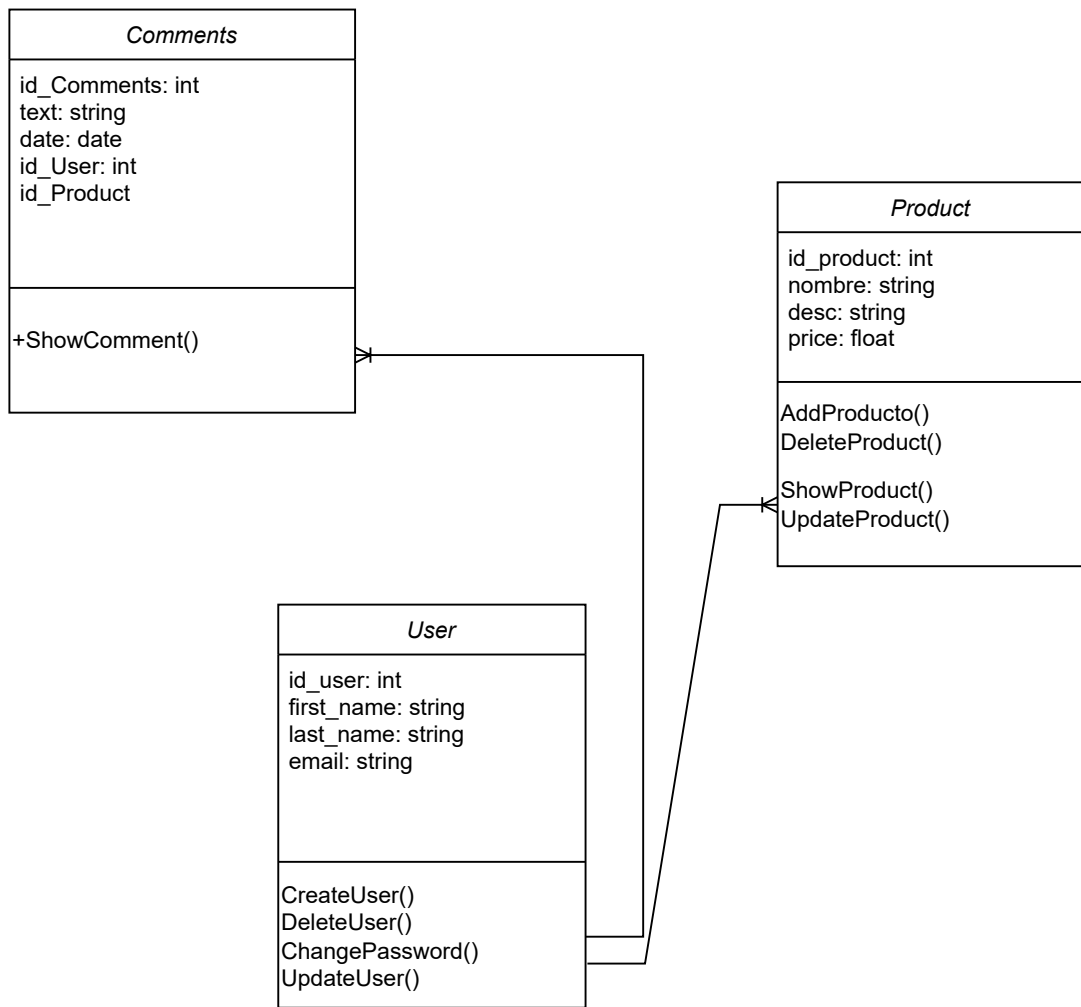 Comments
id_Comments: int
text: string
date: date
id_User: int
id_Product
+ShowComment()
Product
id_product: int
nombre: string
desc: string
price: float
AddProducto()
DeleteProduct()
ShowProduct()
UpdateProduct()
User
id_user: int
first_name: string
last_name: string
email: string
CreateUser()
DeleteUser()
ChangePassword()
UpdateUser()